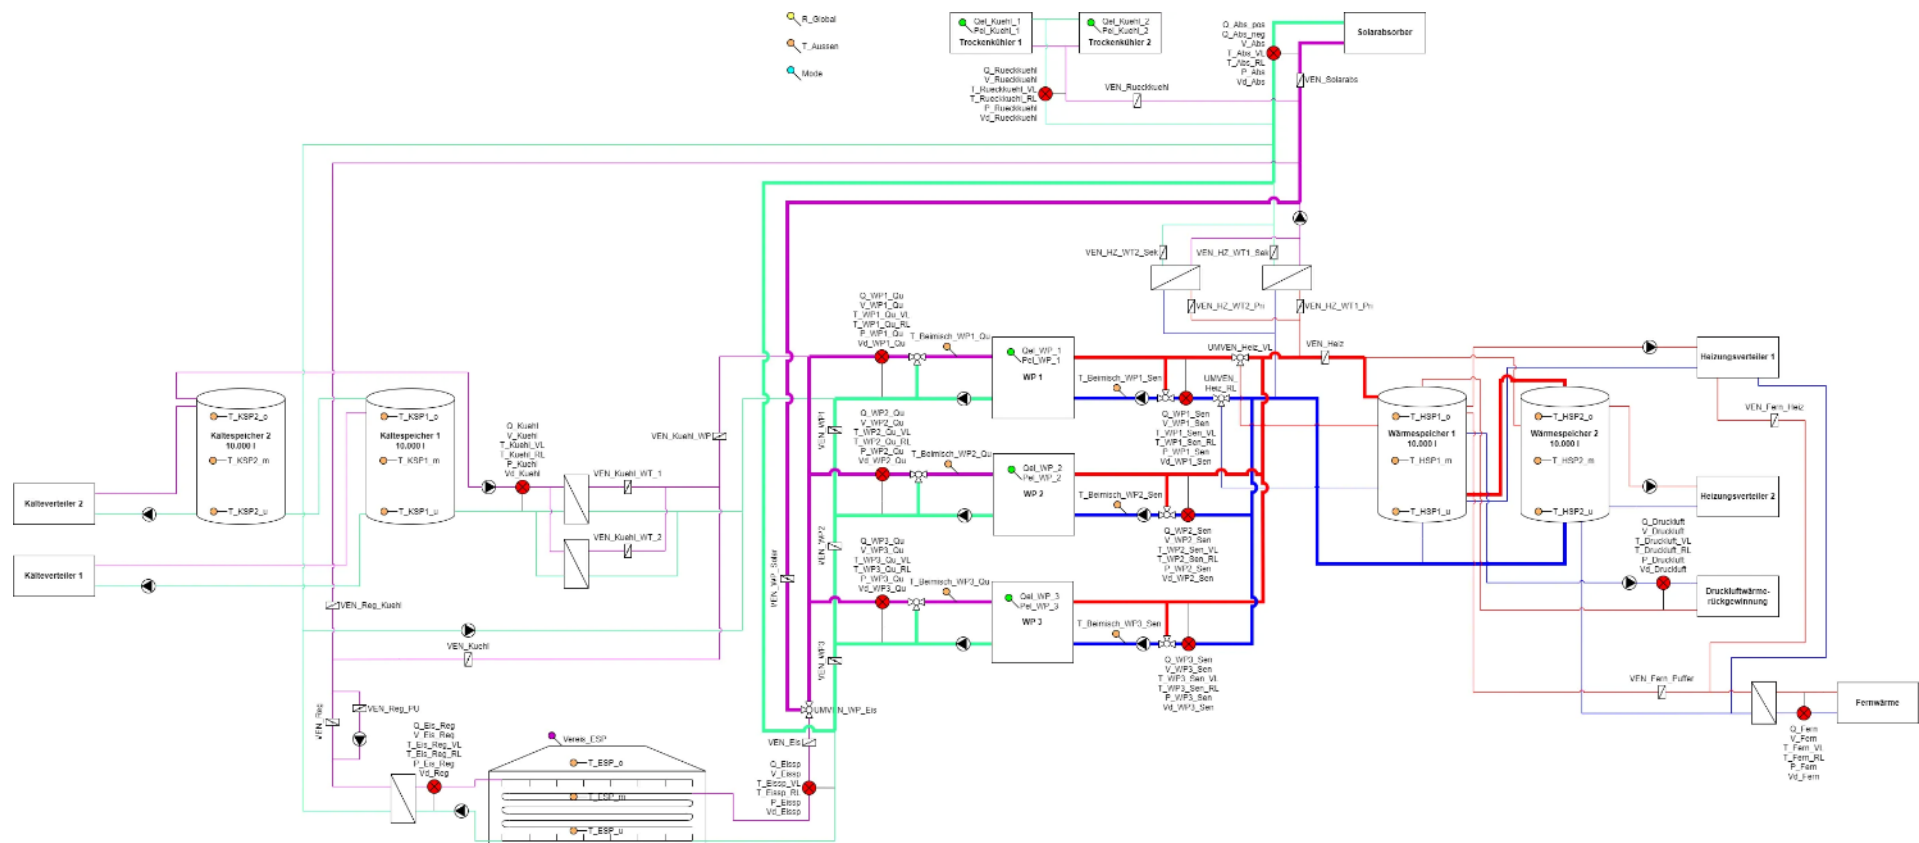 R_Global
T_Aussen
Mode
Qel_Kuehl_1
Pel_Kuehl_1
Trockenkühler 1
Qel_Kuehl_2
Pel_Kuehl_2
Trockenkühler 2
Q_Rueckkuehl
V_Rueckkuehl
T_Rueckkuehl_VL
T_Rueckkuehl_RL
P_Rueckkuehl
Vd_Rueckkuehl
VEN_Rueckkuehl
Q_Abs_pos
Q_Abs_neg
V_Abs
T_Abs_VL
T_Abs_RL
P_Abs
Vd_Abs
Solarabsorber
VEN_Solarabs
VEN_HZ_WT2_Sek
VEN_HZ_WT1_Sek
VEN_HZ_WT2_Pri
VEN_HZ_WT1_Pri
Q_WP1_Qu
V_WP1_Qu
T_WP1_Qu_VL
T_WP1_Qu_RL
P_WP1_Qu
Vd_WP1_Qu
T_Beimisch_WP1_Qu
Qel_WP_1
Pel_WP_1
WP 1
UMVEN_Heiz_VL
VEN_Heiz
T_Beimisch_WP1_Sen
UMVEN_
Heiz_RL
Q_WP1_Sen
V_WP1_Sen
T_WP1_Sen_VL
T_WP1_Sen_RL
P_WP1_Sen
Vd_WP1_Sen
Heizungsverteiler 1
VEN_Fern_Heiz
T_KSP2_o
Kältespeicher 2
10.000 l
T_KSP2_m
T_KSP2_u
T_KSP1_o
Kältespeicher 1
10.000 l
T_KSP1_m
T_KSP1_u
Q_Kuehl
V_Kuehl
T_Kuehl_VL
T_Kuehl_RL
P_Kuehl
Vd_Kuehl
VEN_Kuehl_WT_1
VEN_Kuehl_WT_2
VEN_Kuehl_WP
VEN_WP1
Q_WP2_Qu
V_WP2_Qu
T_WP2_Qu_VL
T_WP2_Qu_RL
P_WP2_Qu
Vd_WP2_Qu
T_Beimisch_WP2_Qu
Qel_WP_2
Pel_WP_2
WP 2
T_Beimisch_WP2_Sen
Q_WP2_Sen
V_WP2_Sen
T_WP2_Sen_VL
T_WP2_Sen_RL
P_WP2_Sen
Vd_WP2_Sen
T_HSP1_o
Wärmespeicher 1
10.000 l
T_HSP1_m
T_HSP1_u
T_HSP2_o
Wärmespeicher 2
10.000 l
T_HSP2_m
T_HSP2_u
Heizungsverteiler 2
Q_Druckluft
V_Druckluft
T_Druckluft_VL
T_Druckluft_RL
P_Druckluft
Vd_Druckluft
Druckluftwärme-
rückgewinnung
Kälteverteiler 2
Kälteverteiler 1
VEN_WP2
VEN_WP_Solar
Q_WP3_Qu
V_WP3_Qu
T_WP3_Qu_VL
T_WP3_Qu_RL
P_WP3_Qu
Vd_WP3_Qu
T_Beimisch_WP3_Qu
Qel_WP_3
Pel_WP_3
WP 3
T_Beimisch_WP3_Sen
Q_WP3_Sen
V_WP3_Sen
T_WP3_Sen_VL
T_WP3_Sen_RL
P_WP3_Sen
Vd_WP3_Sen
VEN_WP3
VEN_Reg_Kuehl
VEN_Kuehl
VEN_Reg
VEN_Reg_PU
Q_Eis_Reg
V_Eis_Reg
T_Eis_Reg_VL
T_Eis_Reg_RL
P_Eis_Reg
Vd_Reg
Vereis_ESP
T_ESP_o
T_ESP_m
T_ESP_u
UMVEN_WP_Eis
VEN_Eis
Q_Eissp
V_Eissp
T_Eissp_VL
T_Eissp_RL
P_Eissp
Vd_Eissp
VEN_Fern_Puffer
Fernwärme
Q_Fern
V_Fern
T_Fern_VL
T_Fern_RL
P_Fern
Vd_Fern